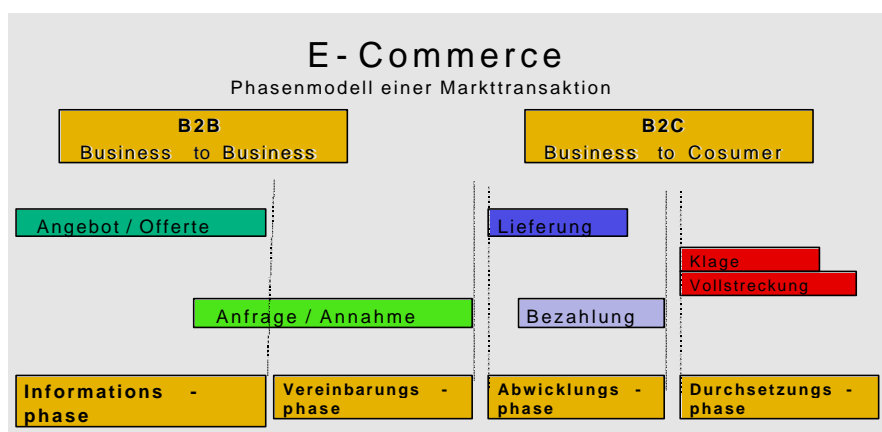 E-Commerce
Phasenmodell einer Markttransaktion
B2B
Business to Business
B2C
Business to Cosumer
Angebot / Offerte
Lieferung
Klage
Vollstreckung
Anfrage / Annahme
Bezahlung
Informations -
phase
Vereinbarungs -
phase
Abwicklungs -
phase
Durchsetzungs -
phase